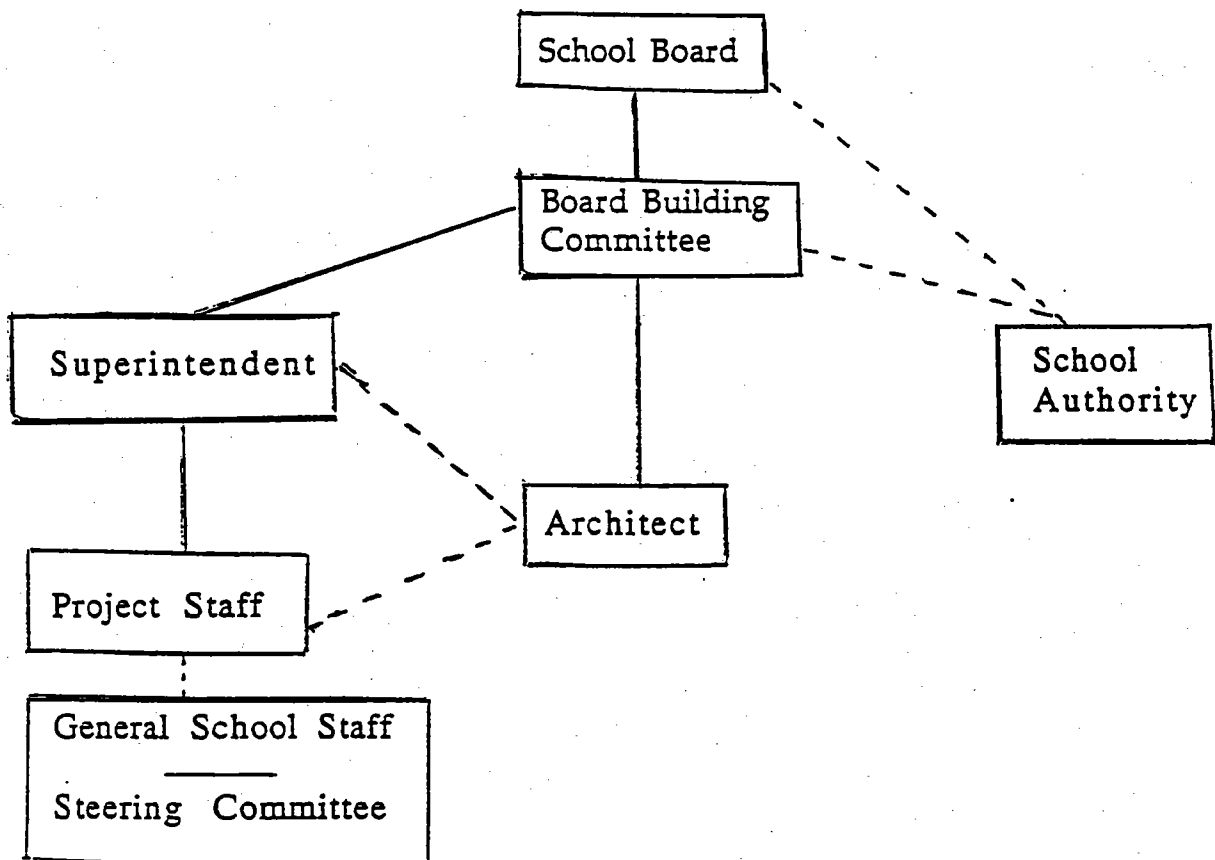 School Board
Board Building
Committee
Superintendent
School
Authority
Architect
Project Staff
General School Staff
Steering Committee